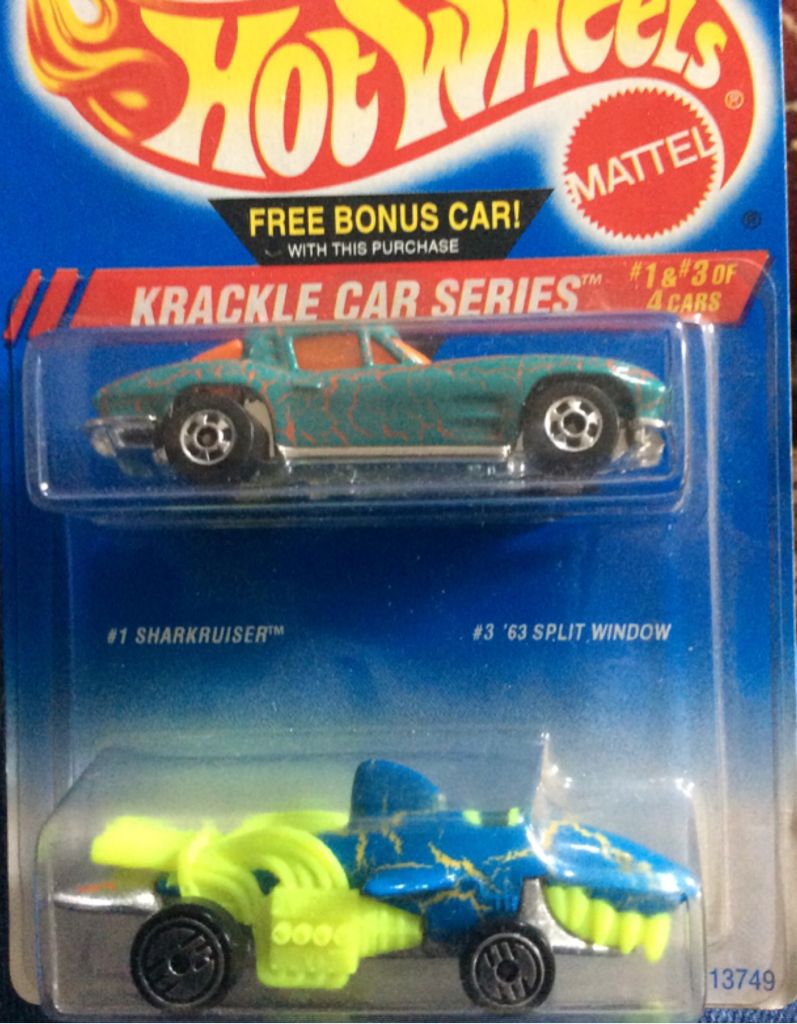 Hot Wheels ®
MATTEL
®
FREE BONUS CAR!
WITH THIS PURCHASE
KRACKLE CAR SERIES™
#1 & #3 OF
4 CARS
#1 SHARKRUISER™
#3 '63 SPLIT WINDOW
13749